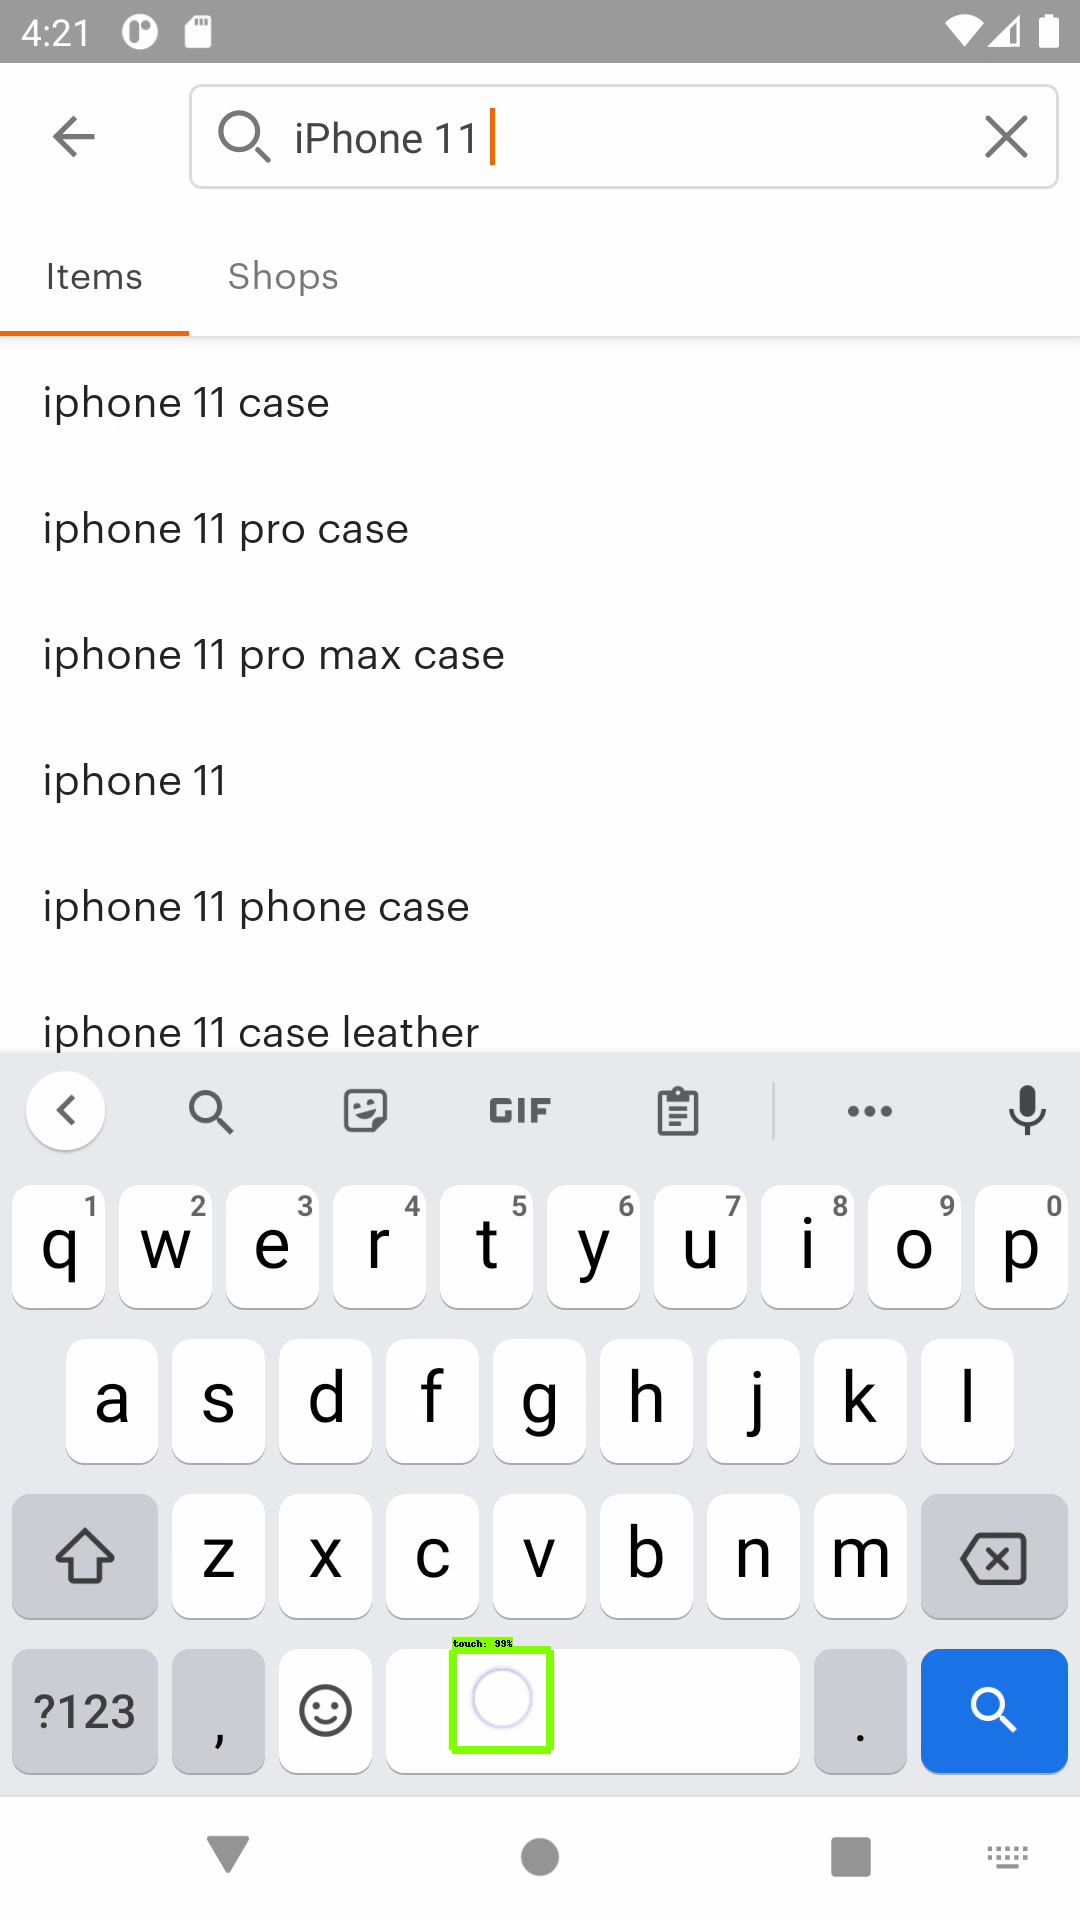 4:21
iPhone 11
Items Shops
iphone 11 case
iphone 11 pro case
iphone 11 pro max case
iphone 11
iphone 11 phone case
iphone 11 case leather
GIF
1 2 3 4 5 6 7 8 9 0
q w e r t y u i o p
a s d f g h j k l
z x c v b n m
touch: 99%
?123 , .